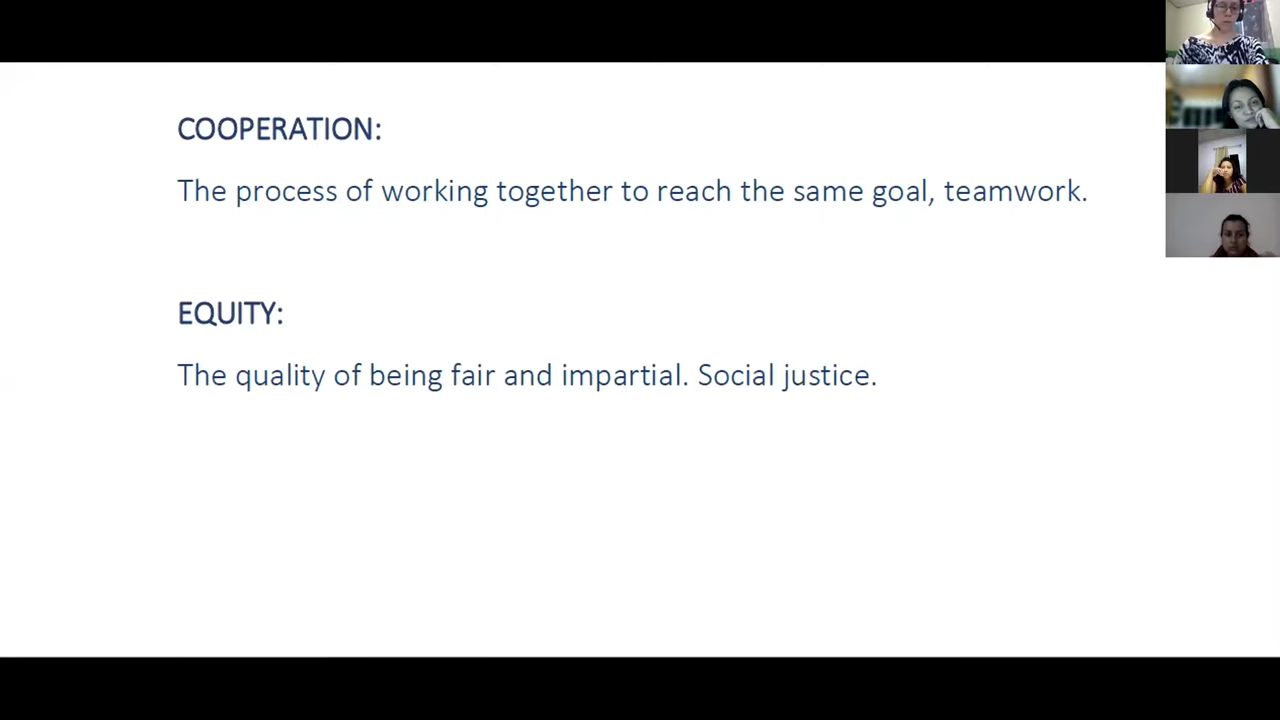 COOPERATION:
The process of working together to reach the same goal, teamwork.
EQUITY:
The quality of being fair and impartial. Social justice.